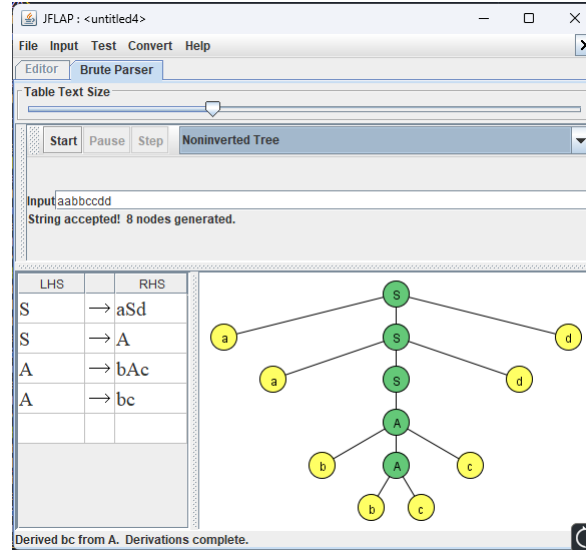 JFLAP : <untitled4>
File Input Test Convert Help
Editor Brute Parser
Table Text Size
Start Pause Step Noninverted Tree
Input aabbccdd
String accepted! 8 nodes generated.
LHS RHS
S → aSd
S → A
A → bAc
A → bc
S
a S d
a S d
A
b A c
b c
Derived bc from A. Derivations complete.